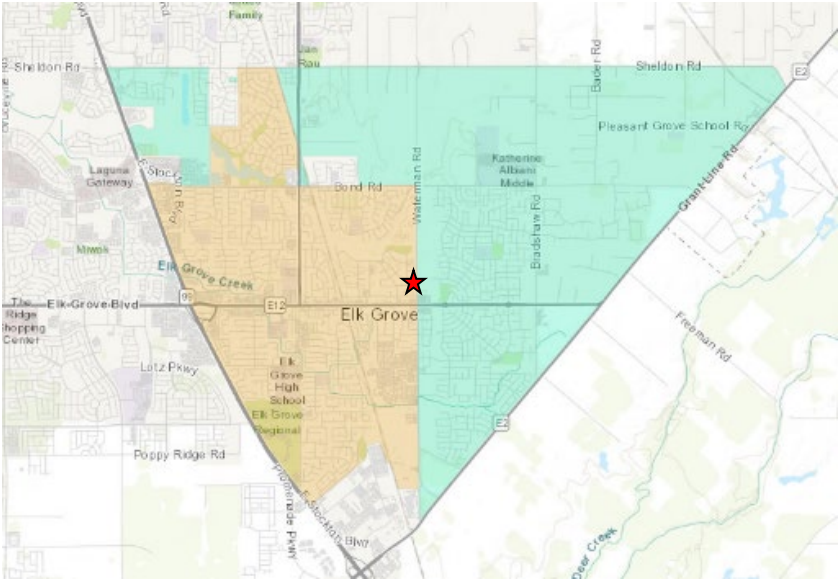 Family
Jan
Rau
Sheldon Rd
Sheldon Rd
Bader Rd
E2
Pleasant Grove School R
Laguna
Gateway
Bond Rd
Waterman Rd
Katherine
Albiani
Middle
Grant-Line-Rd
Bradshaw Rd
Miwok
Elk Grove Creek
99
Elk-Grove-Blvd
E12
Elk Grove
The
Ridge
Shopping
Center
Freeman Rd
Lotz Pkwy
Elk
Grove
High
School
Elk Grove
Regional
E2
Poppy Ridge Rd
Promenade Pkwy
E Stockton Blvd
Deer Creek